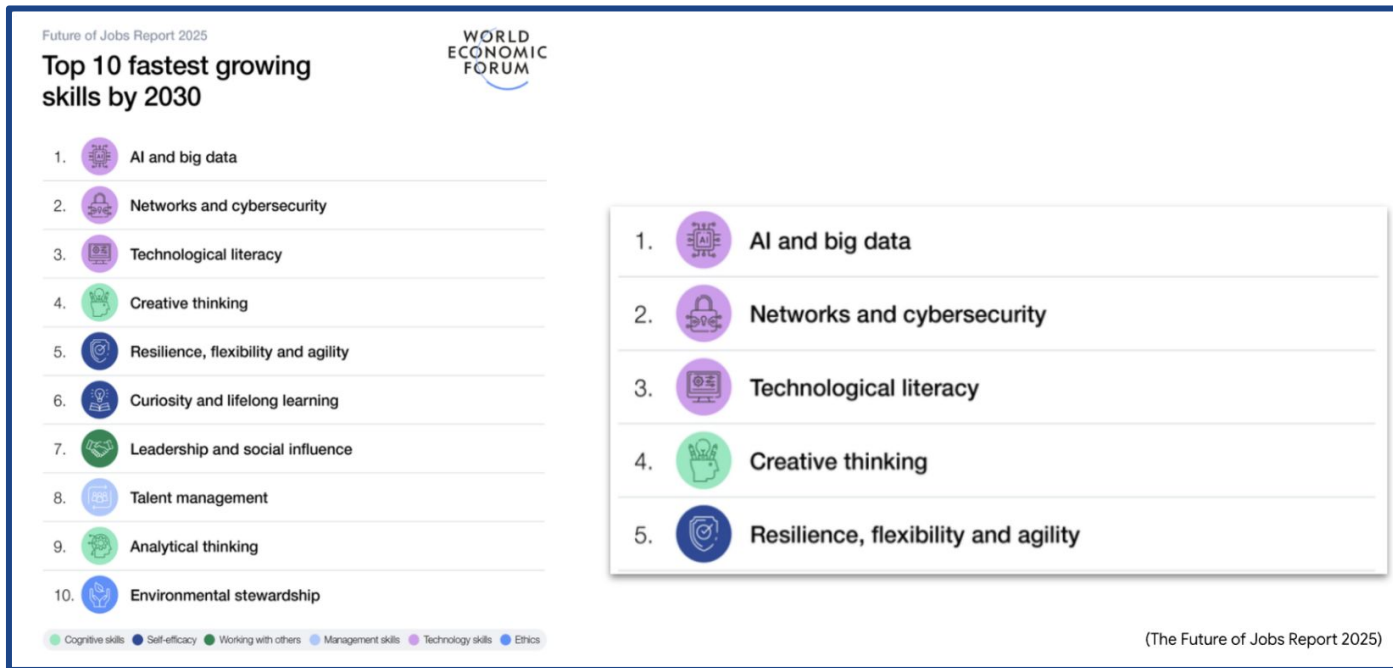 Future of Jobs Report 2025
Top 10 fastest growing
skills by 2030
WORLD
ECONOMIC
FORUM
1. AI and big data
2. Networks and cybersecurity
3. Technological literacy
4. Creative thinking
5. Resilience, flexibility and agility
6. Curiosity and lifelong learning
7. Leadership and social influence
8. Talent management
9. Analytical thinking
10. Environmental stewardship
Cognitive skills Self-efficacy Working with others Management skills Technology skills Ethics
1. AI AI and big data
2. Networks and cybersecurity
3. Technological literacy
4. Creative thinking
5. Resilience, flexibility and agility
(The Future of Jobs Report 2025)